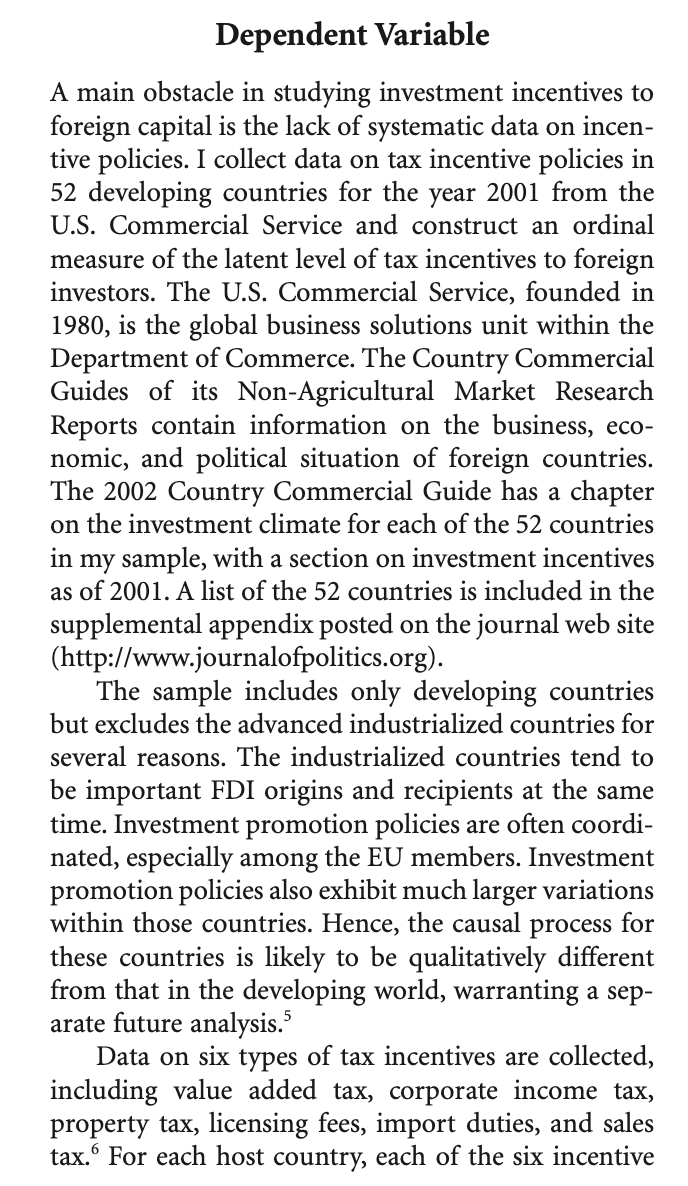 Dependent Variable
A main obstacle in studying investment incentives to
foreign capital is the lack of systematic data on incen-
tive policies. I collect data on tax incentive policies in
52 developing countries for the year 2001 from the
U.S. Commercial Service and construct an ordinal
measure of the latent level of tax incentives to foreign
investors. The U.S. Commercial Service, founded in
1980, is the global business solutions unit within the
Department of Commerce. The Country Commercial
Guides of its Non-Agricultural Market Research
Reports contain information on the business, eco-
nomic, and political situation of foreign countries.
The 2002 Country Commercial Guide has a chapter
on the investment climate for each of the 52 countries
in my sample, with a section on investment incentives
as of 2001. A list of the 52 countries is included in the
supplemental appendix posted on the journal web site
(http://www.journalofpolitics.org).
The sample includes only developing countries
but excludes the advanced industrialized countries for
several reasons. The industrialized countries tend to
be important FDI origins and recipients at the same
time. Investment promotion policies are often coordi-
nated, especially among the EU members. Investment
promotion policies also exhibit much larger variations
within those countries. Hence, the causal process for
these countries is likely to be qualitatively different
from that in the developing world, warranting a sep-
arate future analysis.⁵
Data on six types of tax incentives are collected,
including value added tax, corporate income tax,
property tax, licensing fees, import duties, and sales
tax.⁶ For each host country, each of the six incentive